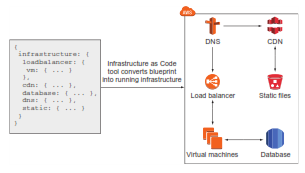 {
infrastructure: {
loadbalancer: {
vm: { ... }
},
cdn: { ... },
database: { ... },
dns: { ... },
static: { ... }
}
}
Infrastructure as Code
tool converts blueprint
into running infrastructure
AWS
DNS
CDN
Load balancer
Static files
Virtual machines
Database